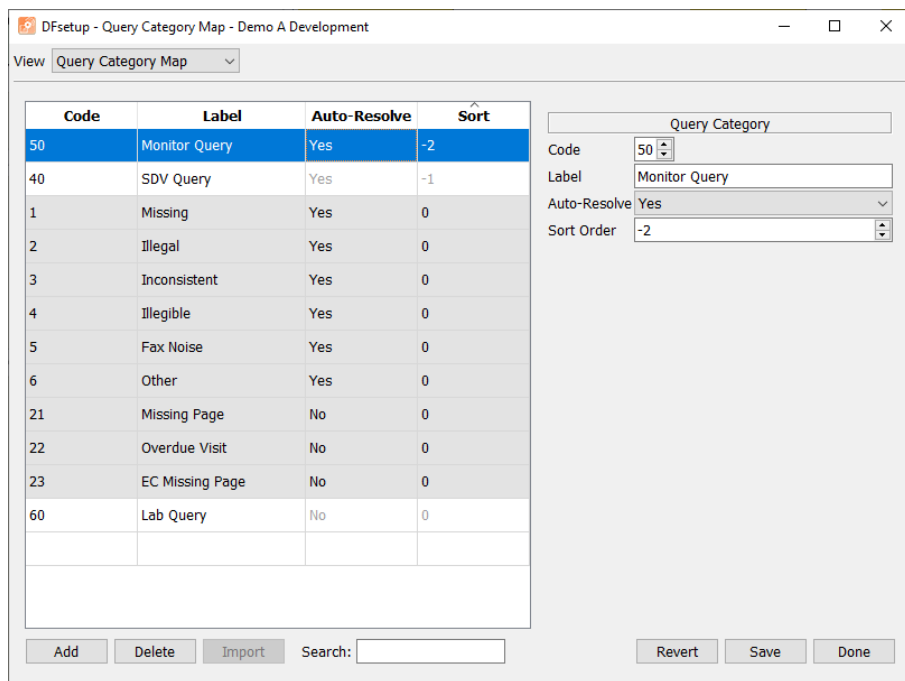 DFsetup - Query Category Map - Demo A Development
View Query Category Map
Code Label Auto-Resolve Sort
50 Monitor Query Yes -2
40 SDV Query Yes -1
1 Missing Yes 0
2 Illegal Yes 0
3 Inconsistent Yes 0
4 Illegible Yes 0
5 Fax Noise Yes 0
6 Other Yes 0
21 Missing Page No 0
22 Overdue Visit No 0
23 EC Missing Page No 0
60 Lab Query No 0
Query Category
Code 50
Label Monitor Query
Auto-Resolve Yes
Sort Order -2
Add Delete Import Search: Revert Save Done